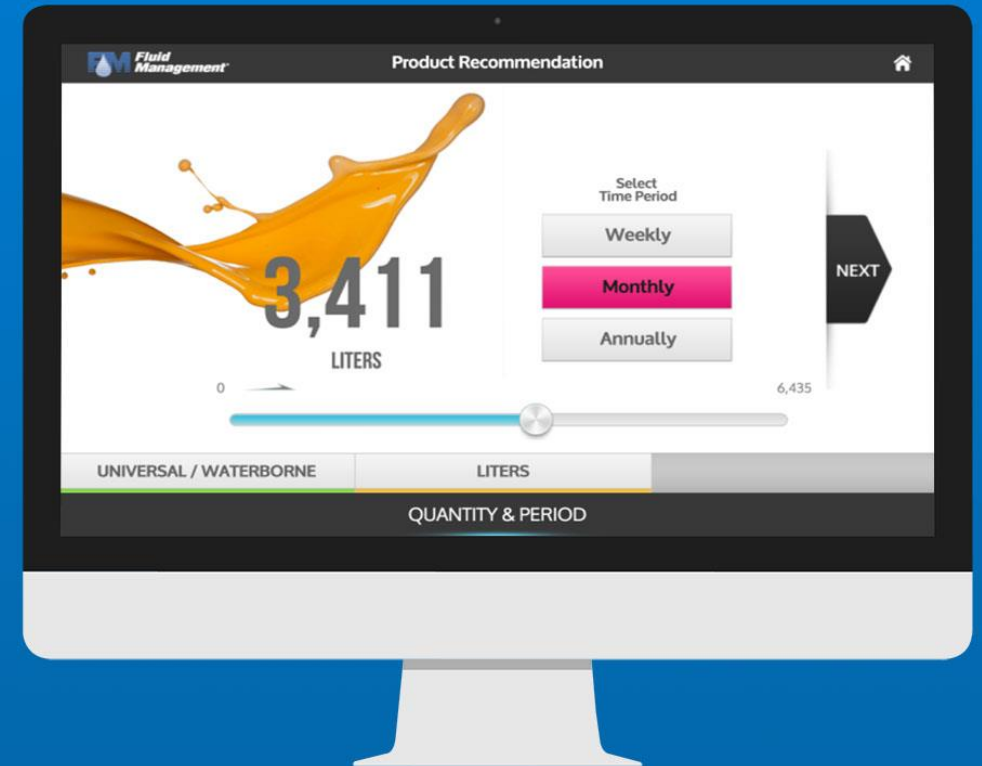 FM Fluid
Management
Product Recommendation
3,411
LITERS
Select
Time Period
Weekly
Monthly
Annually
NEXT
0
6,435
UNIVERSAL / WATERBORNE
LITERS
QUANTITY & PERIOD